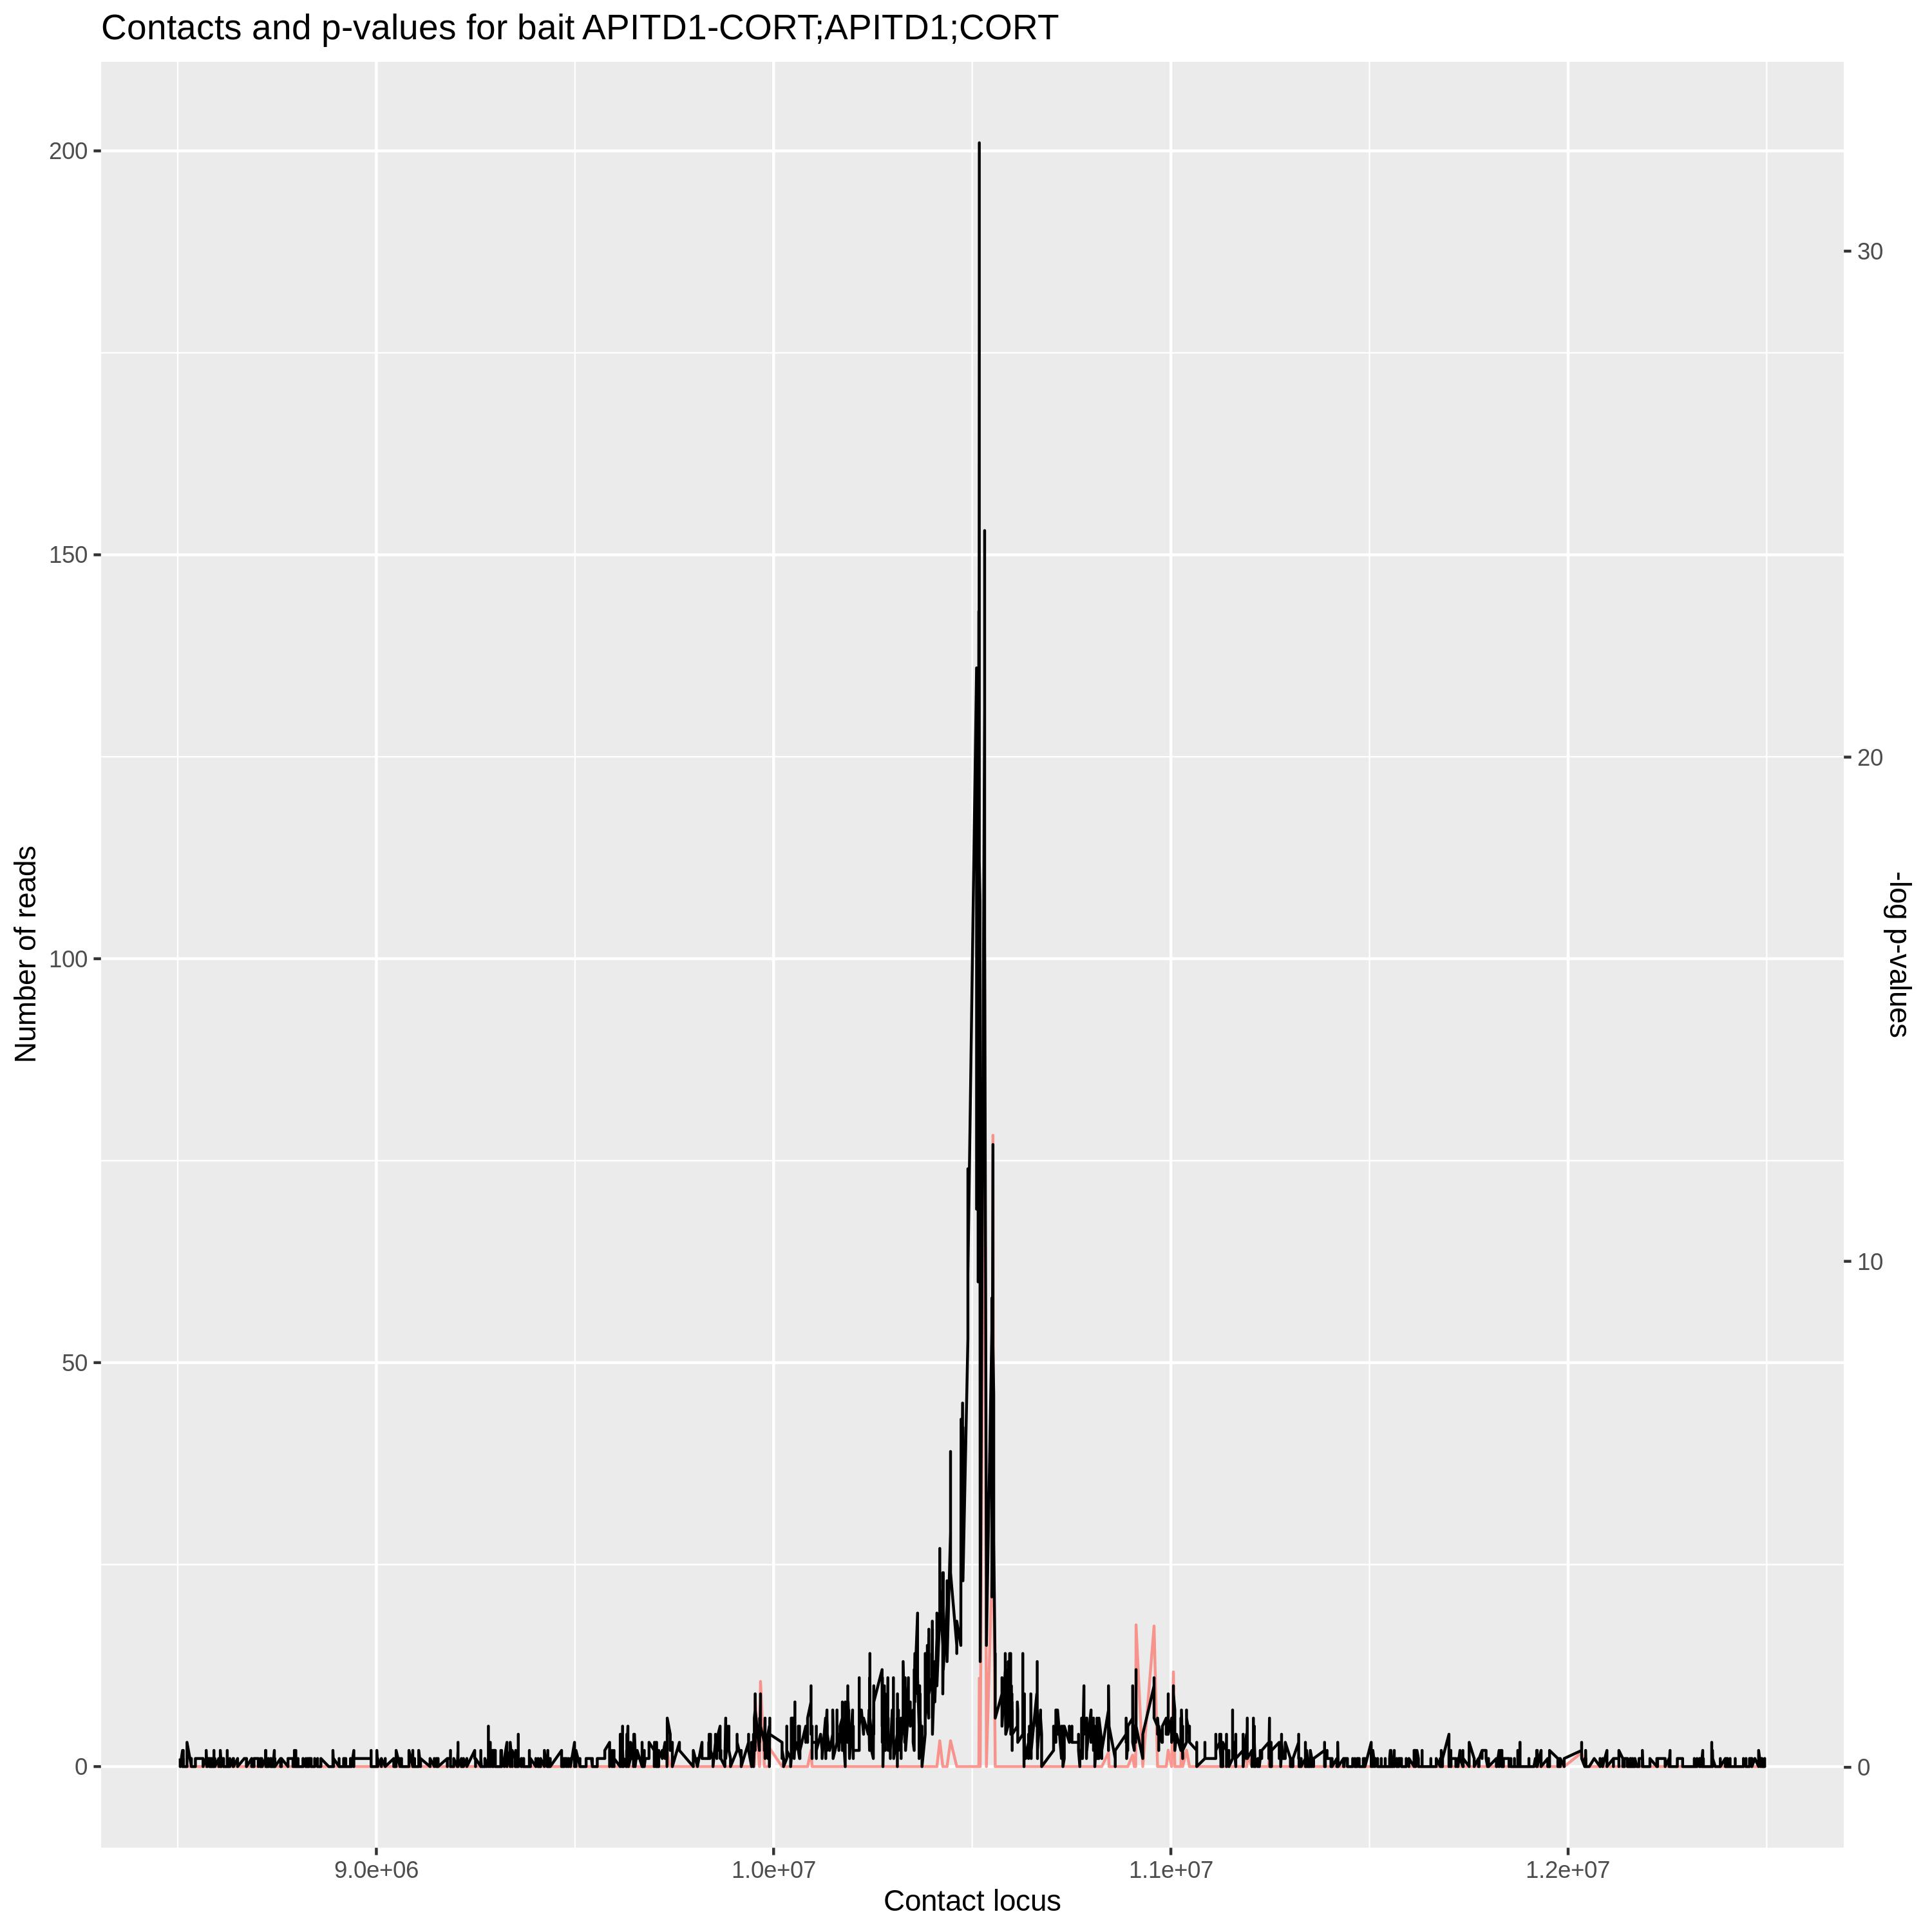 Contacts and p-values for bait APITD1-CORT;APITD1;CORT
200
150
100
50
0
Number of reads
30
20
10
0
-log p-values
9.0e+06
1.0e+07
1.1e+07
1.2e+07
Contact locus